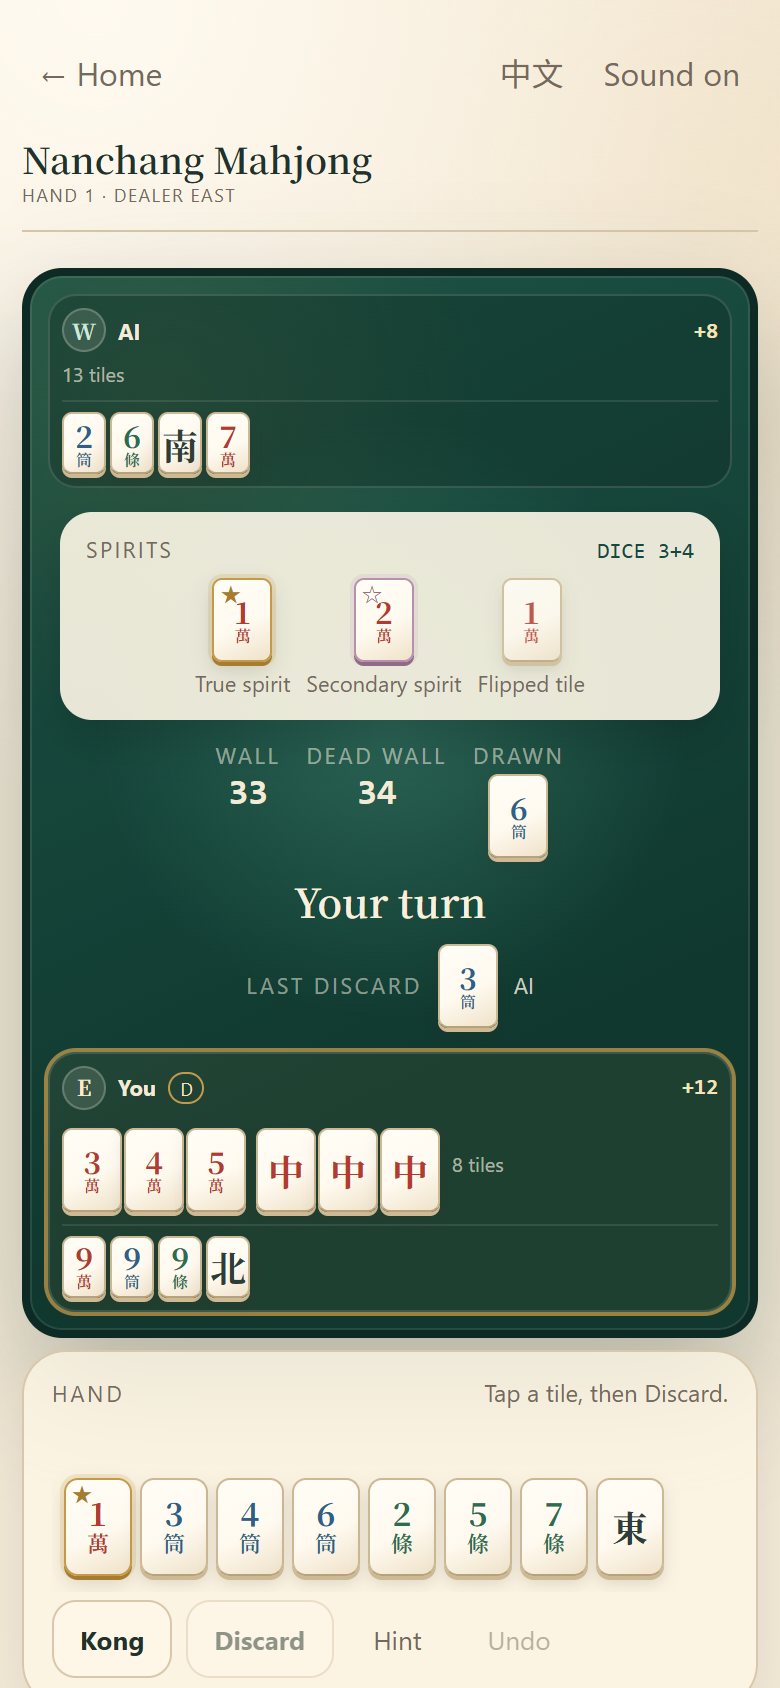 ← Home 中文 Sound on
Nanchang Mahjong
HAND 1 · DEALER EAST
W AI +8
13 tiles
2 6 南 7
筒 條 萬
SPIRITS DICE 3+4
★ ☆
1 2 1
萬 萬 萬
True spirit Secondary spirit Flipped tile
WALL DEAD WALL DRAWN
33 34
6
筒
Your turn
LAST DISCARD 3 筒 AI
E You D +12
3 4 5 中 中 中 8 tiles
萬 萬 萬
9 9 9 北
萬 筒 條
HAND Tap a tile, then Discard.
★
1 3 4 6 2 5 7 東
萬 筒 筒 筒 條 條 條
Kong Discard Hint Undo